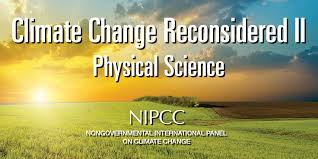 Climate Change Reconsidered II
Physical Science
NIPCC
NONGOVERNMENTAL INTERNATIONAL PANEL
ON CLIMATE CHANGE